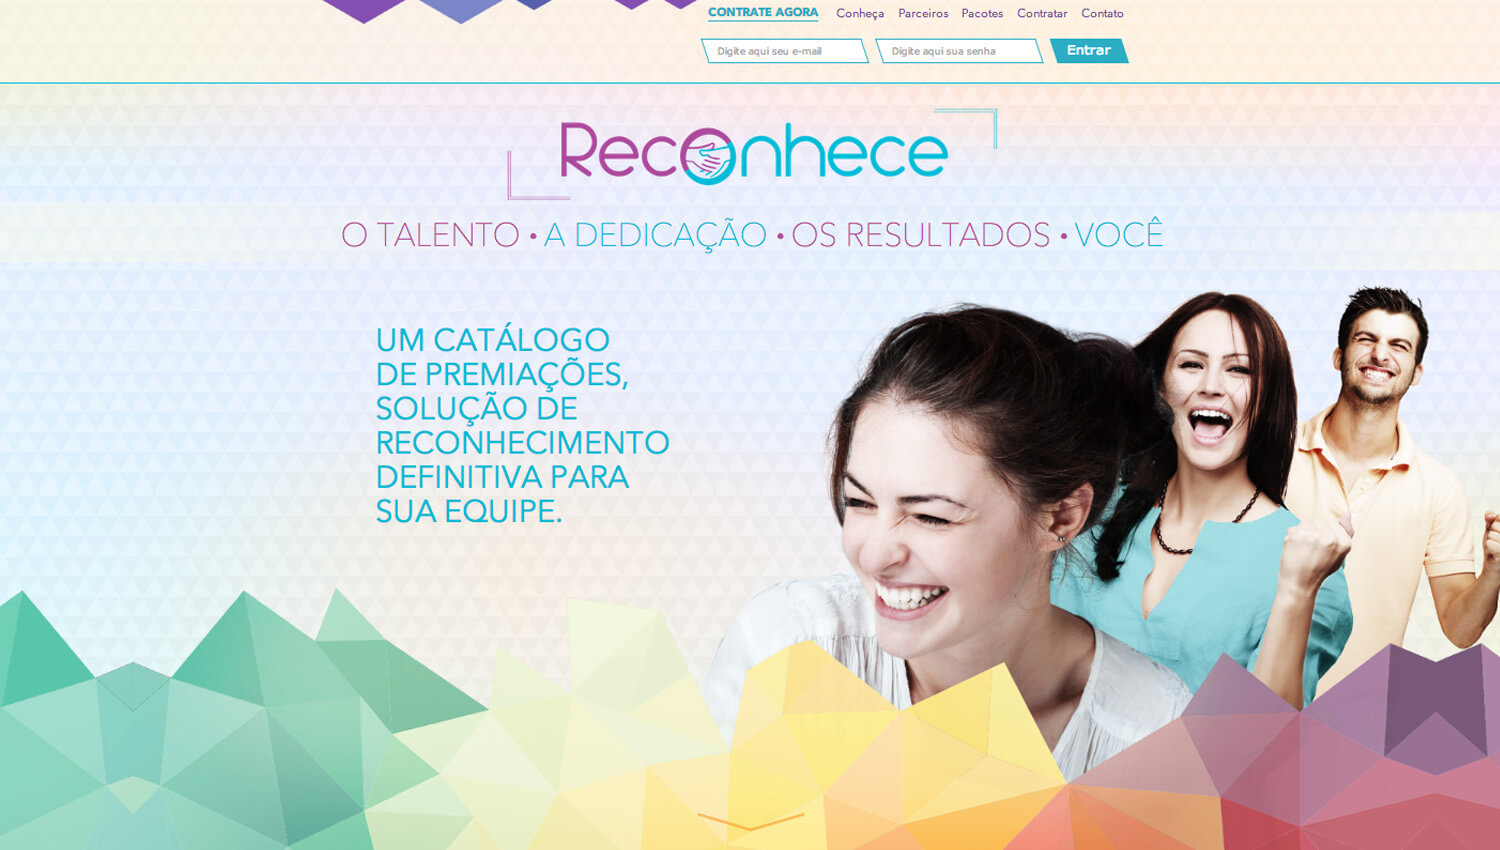 CONTRATE AGORA Conheça Parceiros Pacotes Contratar Contato
Digite aqui seu e-mail Digite aqui sua senha Entrar
Reconhece
O TALENTO • A DEDICAÇÃO • OS RESULTADOS • VOCÊ
UM CATÁLOGO
DE PREMIAÇÕES,
SOLUÇÃO DE
RECONHECIMENTO
DEFINITIVA PARA
SUA EQUIPE.